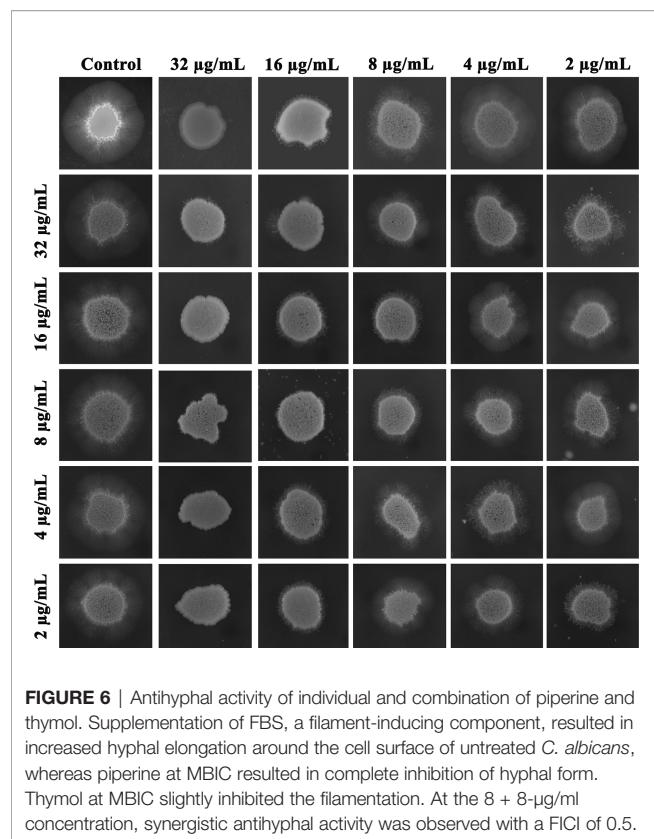 Control 32 µg/mL 16 µg/mL 8 µg/mL 4 µg/mL 2 µg/mL
32 µg/mL
16 µg/mL
8 µg/mL
4 µg/mL
2 µg/mL
FIGURE 6 | Antihyphal activity of individual and combination of piperine and
thymol. Supplementation of FBS, a filament-inducing component, resulted in
increased hyphal elongation around the cell surface of untreated C. albicans,
whereas piperine at MBIC resulted in complete inhibition of hyphal form.
Thymol at MBIC slightly inhibited the filamentation. At the 8 + 8-µg/ml
concentration, synergistic antihyphal activity was observed with a FICI of 0.5.